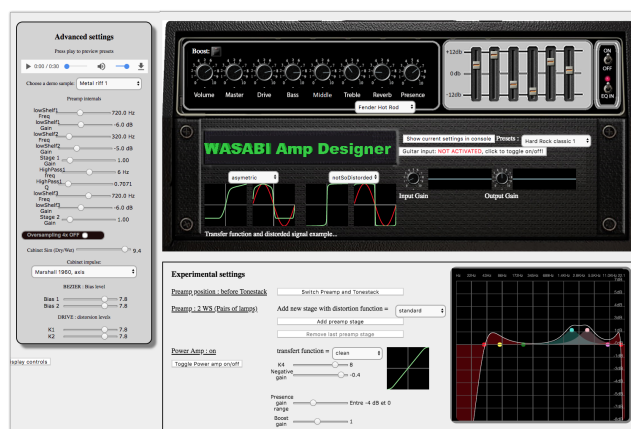 Advanced settings
Press play to preview presets
0:00 / 0:30
Choose a demo sample: Metal riff 1
Preamp internals
lowShelf1 Freq 720.0 Hz
lowShelf1 Gain -6.0 dB
lowShelf2 Freq 320.0 Hz
lowShelf2 Gain -5.0 dB
Stage 1 Gain 1.00
HighPass1 freq 6 Hz
HighPass1 Q 0.7071
lowShelf3 Freq 720.0 Hz
lowShelf3 Gain -6.0 dB
Stage 2 Gain 1.00
Oversampling 4x OFF
Cabinet Sim (Dry/Wet) 9.4
Cabinet impulse:
Marshall 1960, axis
BEZIER : Bias level
Bias 1 7.8
Bias 2 7.8
DRIVE : distorsion levels
K1 7.8
K2 7.8
splay controls
Boost:
Volume Master Drive Bass Middle Treble Reverb Presence
Fender Hot Rod
+12db
0 db
-12db
ON
OFF
EQ IN
WASABI Amp Designer
Show current settings in console Presets : Hard Rock classic 1
Guitar input: NOT ACTIVATED, click to toggle on/off!
asymetric notSoDistorted
Input Gain Output Gain
Transfer function and distorted signal example...
Experimental settings
Preamp position : before Tonestack Switch Preamp and Tonestack
Preamp : 2 WS (Pairs of lamps) Add new stage with distortion function = standard
Add preamp stage
Remove last preamp stage
Power Amp : on transfert function = clean
Toggle Power amp on/off
K4 8
Negative gain -0.4
Presence gain range Entre -4 dB et 0
Boost gain 1